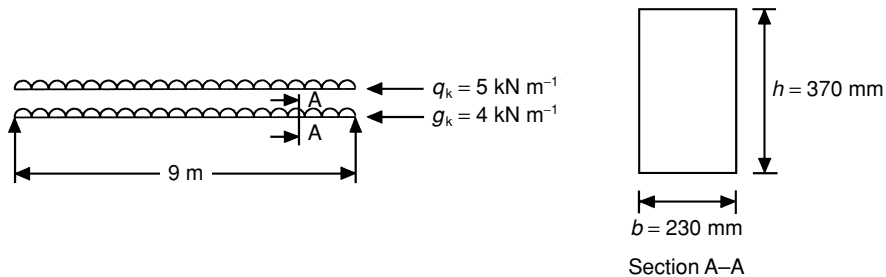 q_k = 5 kN m⁻¹
A
g_k = 4 kN m⁻¹
A
9 m
h = 370 mm
b = 230 mm
Section A–A